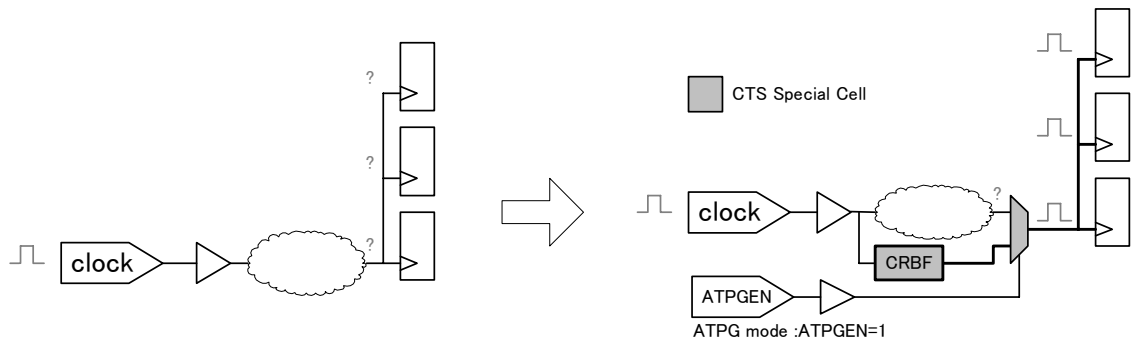 ?
?
?
clock
CTS Special Cell
?
clock
CRBF
ATPGEN
ATPG mode :ATPGEN=1